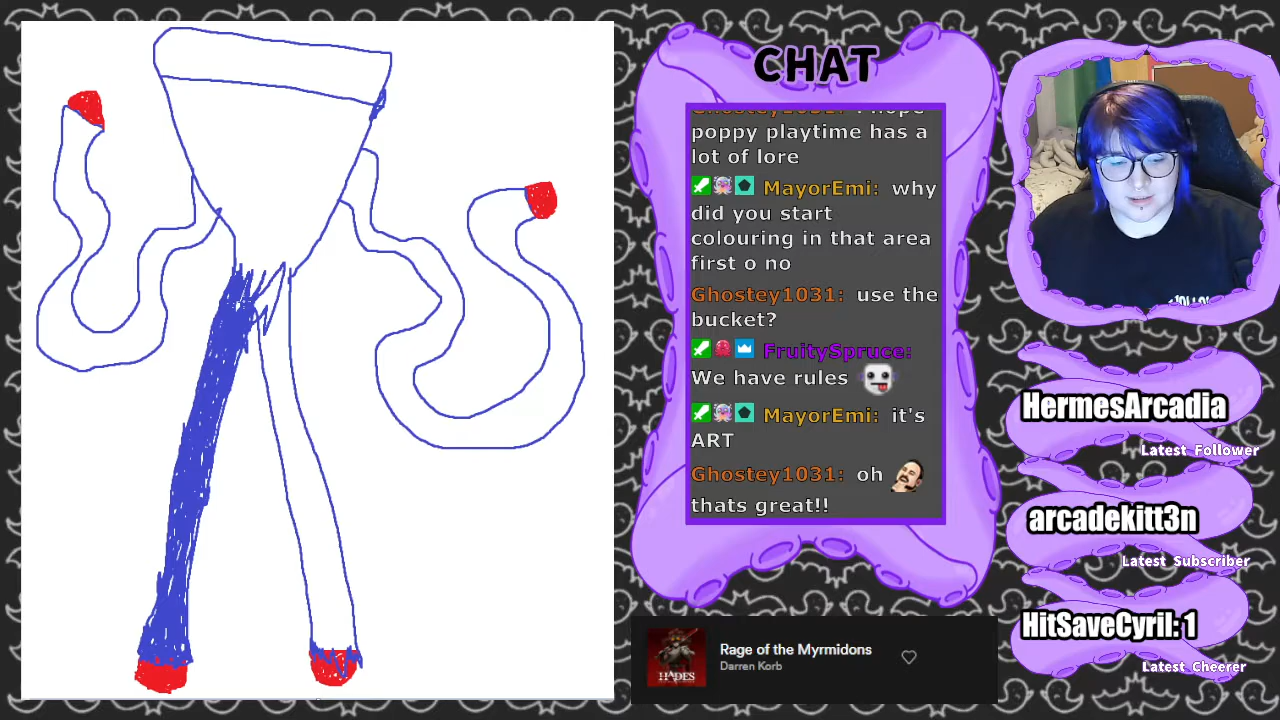 CHAT
poppy playtime has a
lot of lore
MayorEmi: why
did you start
colouring in that area
first o no
Ghostey1031: use the
bucket?
FruitySpruce:
We have rules
MayorEmi: it's
ART
Ghostey1031: oh
thats great!!
HermesArcadia
Latest Follower
arcadekitt3n
Latest Subscriber
HitSaveCyril: 1
Latest Cheerer
Rage of the Myrmidons
Darren Korb
HADES